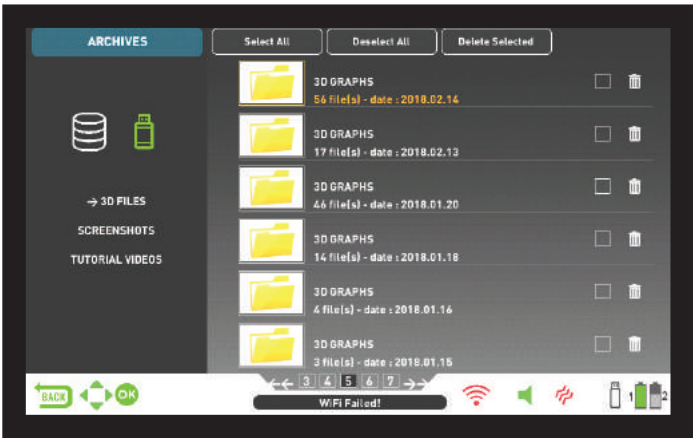 ARCHIVES
Select All
Deselect All
Delete Selected
3D GRAPHS
56 file(s) - date : 2018.02.14
3D GRAPHS
17 file(s) - date : 2018.02.13
→ 3D FILES
SCREENSHOTS
TUTORIAL VIDEOS
3D GRAPHS
46 file(s) - date : 2018.01.20
3D GRAPHS
14 file(s) - date : 2018.01.18
3D GRAPHS
4 file(s) - date : 2018.01.16
3D GRAPHS
3 file(s) - date : 2018.01.15
BACK
OK
←← 3 4 5 6 7 →→
WiFi Failed!
1
2